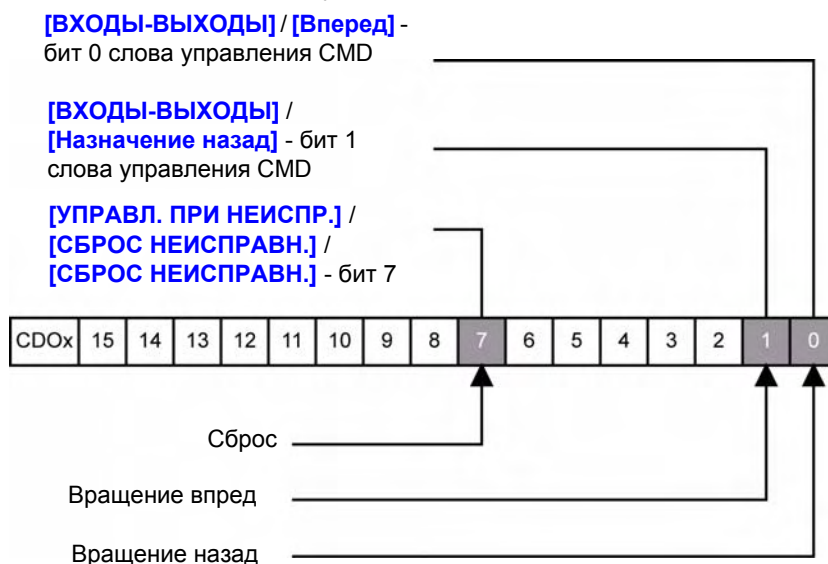 [ВХОДЫ-ВЫХОДЫ] / [Вперед] -
бит 0 слова управления CMD
[ВХОДЫ-ВЫХОДЫ] /
[Назначение назад] - бит 1
слова управления CMD
[УПРАВЛ. ПРИ НЕИСПР.] /
[СБРОС НЕИСПРАВН.] /
[СБРОС НЕИСПРАВН.] - бит 7
CDOx 15 14 13 12 11 10 9 8 7 6 5 4 3 2 1 0
Сброс
Вращение впред
Вращение назад